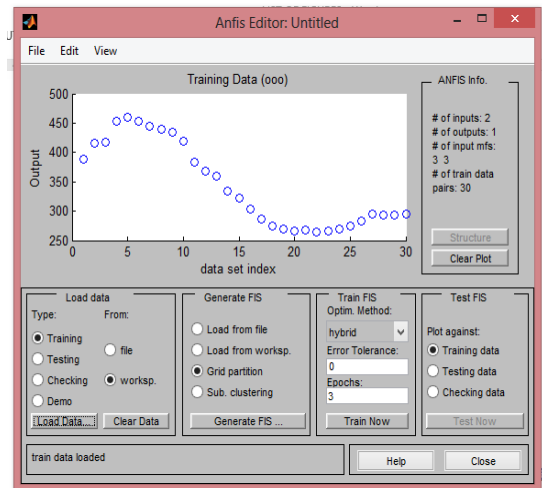 Anfis Editor: Untitled
File Edit View
Training Data (ooo)
500
450
400
350
300
250
Output
0 5 10 15 20 25 30
data set index
ANFIS Info.
# of inputs: 2
# of outputs: 1
# of input mfs:
3 3
# of train data
pairs: 30
Structure
Clear Plot
Load data
Type: From:
Training
Testing
Checking
Demo
file
worksp.
Load Data...
Clear Data
Generate FIS
Load from file
Load from worksp.
Grid partition
Sub. clustering
Generate FIS ...
Train FIS
Optim. Method:
hybrid
Error Tolerance:
0
Epochs:
3
Train Now
Test FIS
Plot against:
Training data
Testing data
Checking data
Test Now
train data loaded
Help
Close